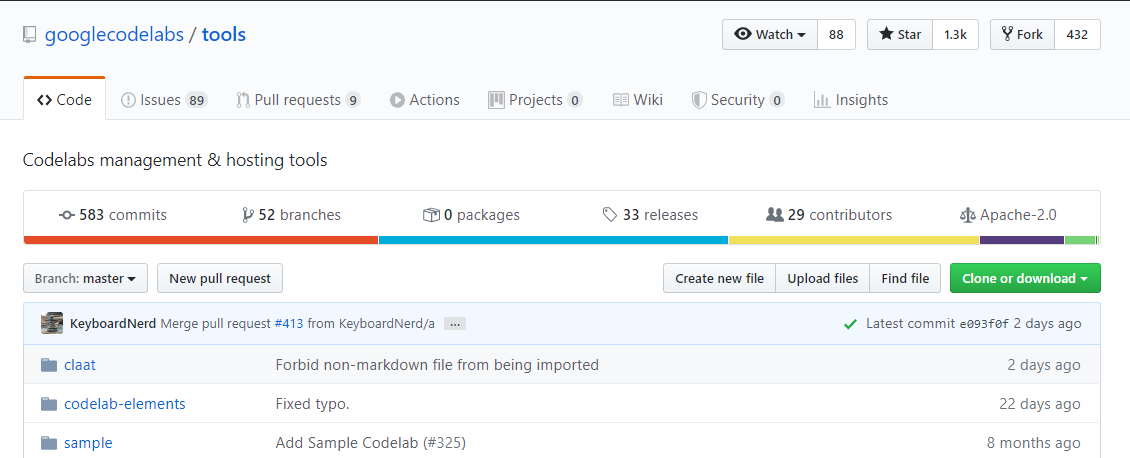 googlecodelabs / tools Watch 88 Star 1.3k Fork 432
Code Issues 89 Pull requests 9 Actions Projects 0 Wiki Security 0 Insights
Codelabs management & hosting tools
583 commits 52 branches 0 packages 33 releases 29 contributors Apache-2.0
Branch: master New pull request Create new file Upload files Find file Clone or download
KeyboardNerd Merge pull request #413 from KeyboardNerd/a ... Latest commit e093f0f 2 days ago
claat Forbid non-markdown file from being imported 2 days ago
codelab-elements Fixed typo. 22 days ago
sample Add Sample Codelab (#325) 8 months ago